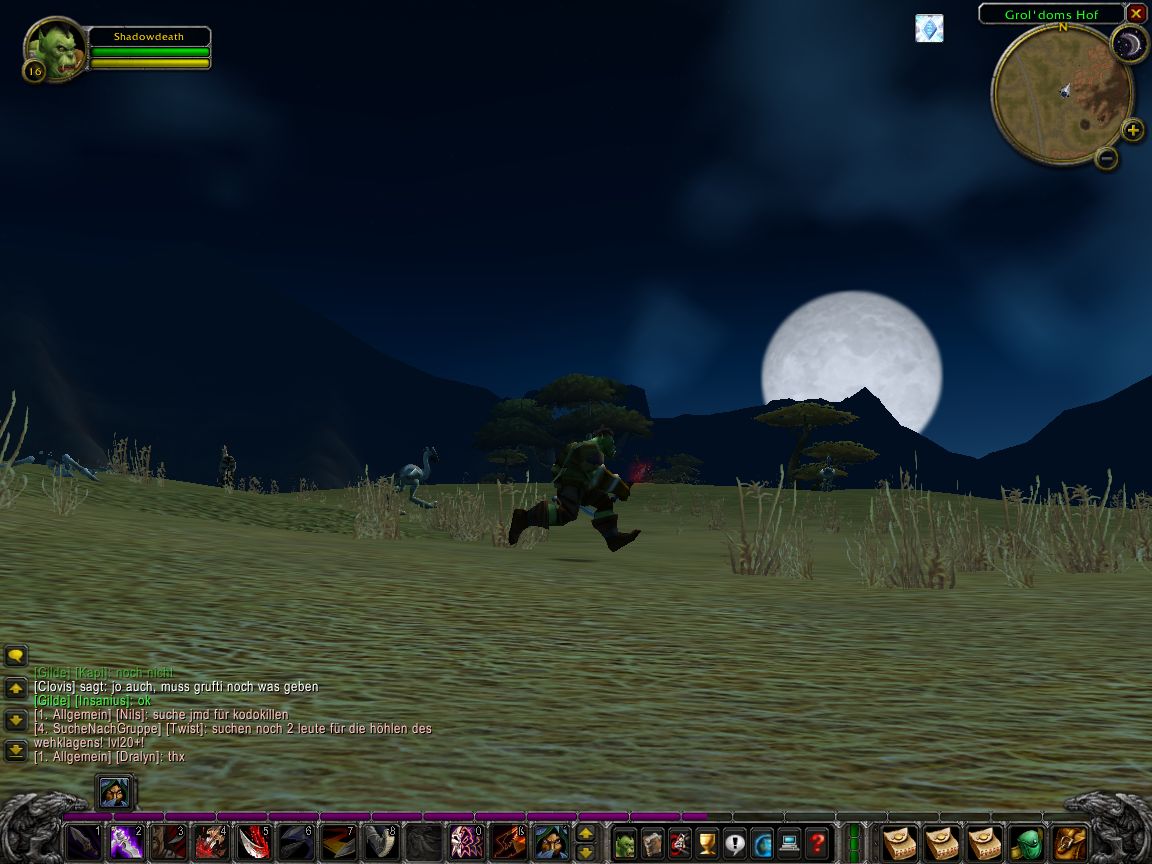 Shadowdeath
16
Grol'doms Hof
N
[Gilde] [Kapi]: noch nicht
[Clovis] sagt: jo auch, muss grufti noch was geben
[Gilde] [Insanius]: ok
[1. Allgemein] [Nils]: suche jmd für kodokillen
[4. SucheNachGruppe] [Twist]: suchen noch 2 leute für die höhlen des
wehklagens! lvl20+!
[1. Allgemein] [Dralyn]: thx
1 2 3 4 5 6 7 8 0 ß